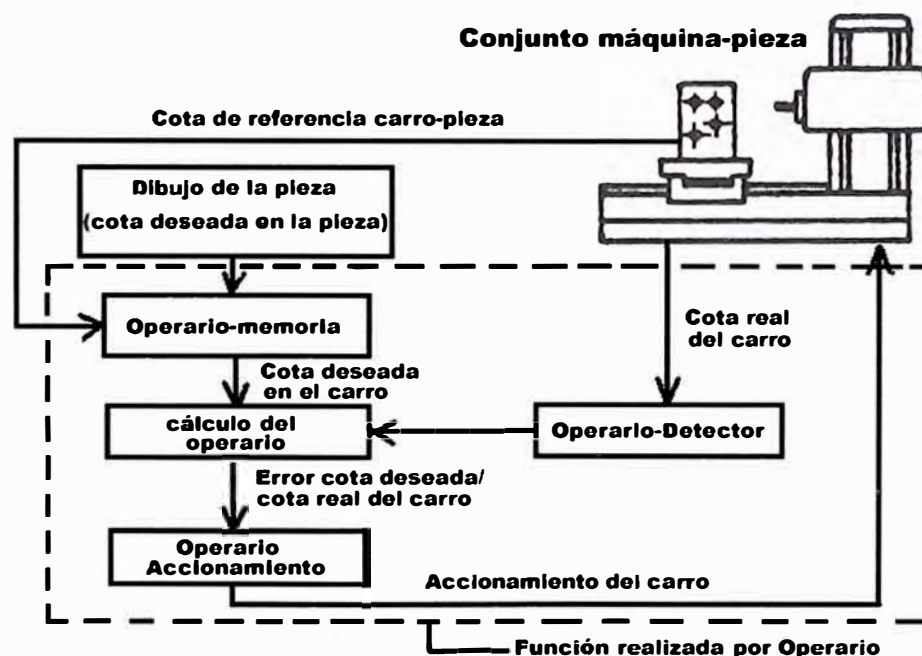 Conjunto máquina-pieza
Cota de referencia carro-pieza
Dibujo de la pieza
(cota deseada en la pieza)
Operario-memoria
Cota real
del carro
Cota deseada
en el carro
cálculo del
operario
Operario-Detector
Error cota deseada/
cota real del carro
Operario
Accionamiento
Accionamiento del carro
Función realizada por Operario